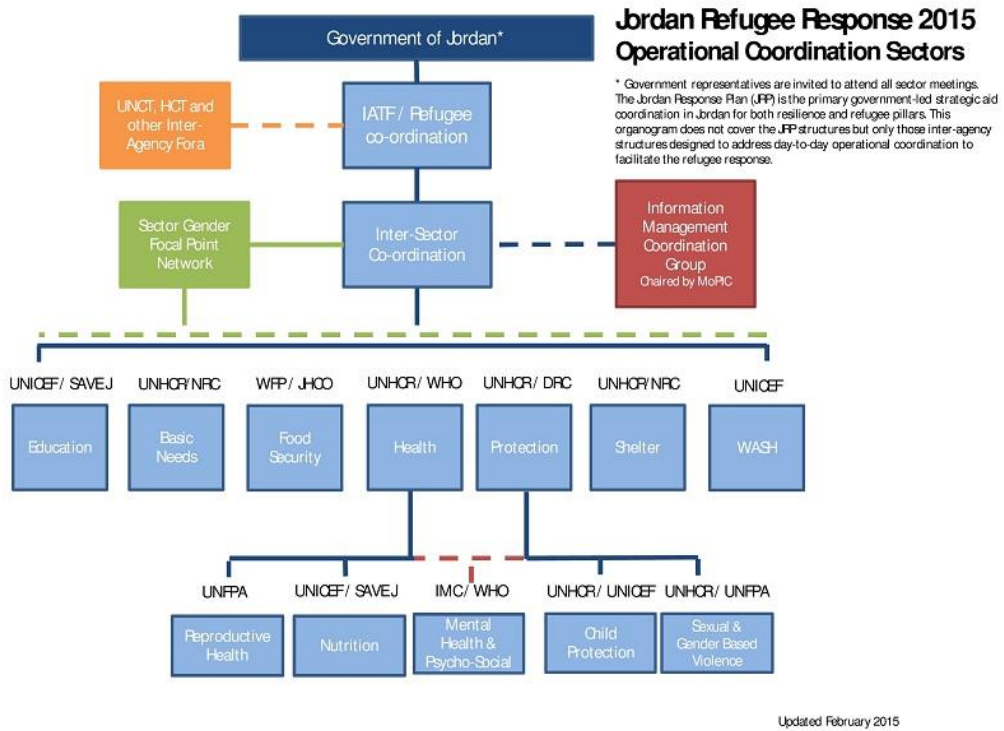 Jordan Refugee Response 2015
Operational Coordination Sectors
* Government representatives are invited to attend all sector meetings.
The Jordan Response Plan (JRP) is the primary government-led strategic aid
coordination in Jordan for both resilience and refugee pillars. This
organogram does not cover the JRP structures but only those inter-agency
structures designed to address day-to-day operational coordination to
facilitate the refugee response.
Government of Jordan*
UNCT, HCT and
other Inter-
Agency Fora
IATF/ Refugee
co-ordination
Sector Gender
Focal Point
Network
Inter-Sector
Co-ordination
Information
Management
Coordination
Group
Chaired by MoPIC
UNICEF/ SAVEJ
UNHCR/NRC
WFP/ JHCO
UNHCR/ WHO
UNHCR/ DRC
UNHCR/NRC
UNICEF
Education
Basic
Needs
Food
Security
Health
Protection
Shelter
WASH
UNFPA
UNICEF/ SAVEJ
IMC/ WHO
UNHCR/ UNICEF
UNHCR/ UNFPA
Reproductive
Health
Nutrition
Mental
Health &
Psycho-Social
Child
Protection
Sexual &
Gender Based
Violence
Updated February 2015